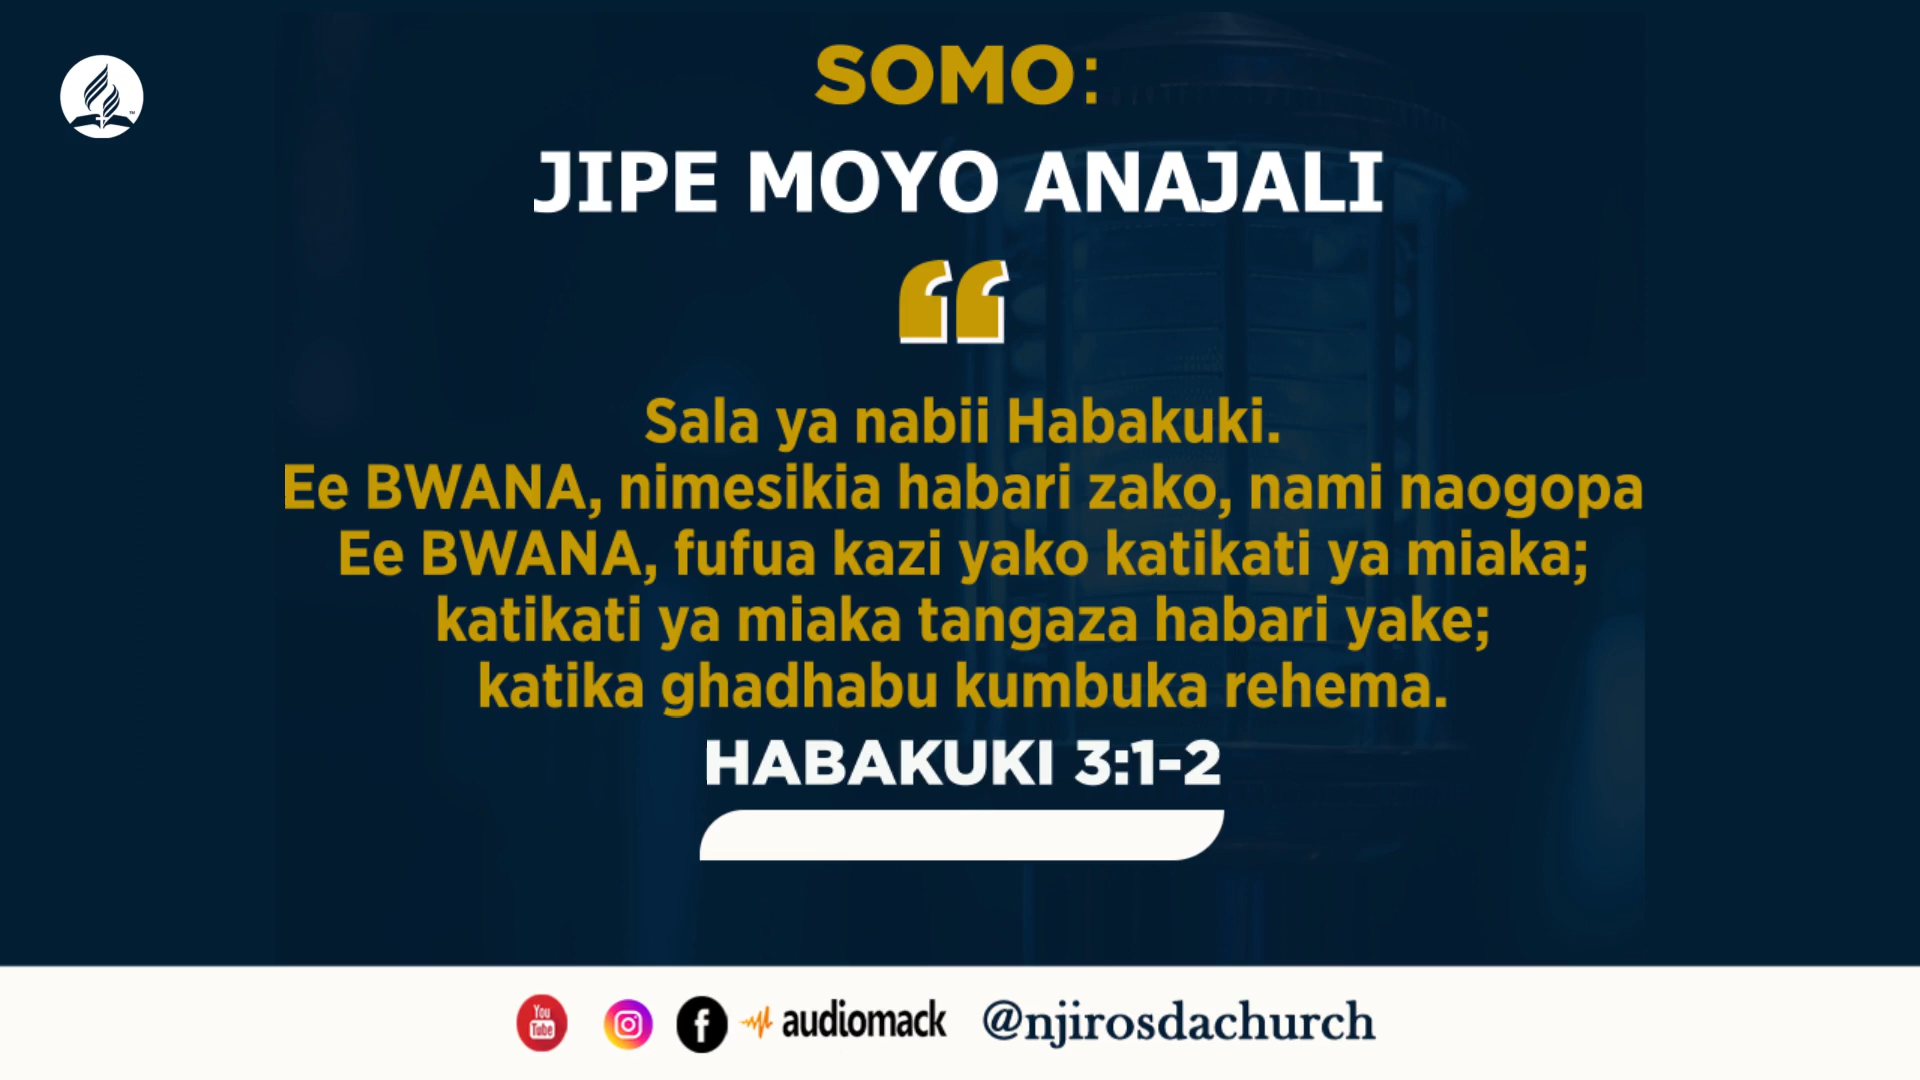 SOMO:
JIPE MOYO ANAJALI
“
Sala ya nabii Habakuki.
Ee BWANA, nimesikia habari zako, nami naogopa
Ee BWANA, fufua kazi yako katikati ya miaka;
katikati ya miaka tangaza habari yake;
katika ghadhabu kumbuka rehema.
HABAKUKI 3:1-2
You Tube audiomack @njirosdachurch